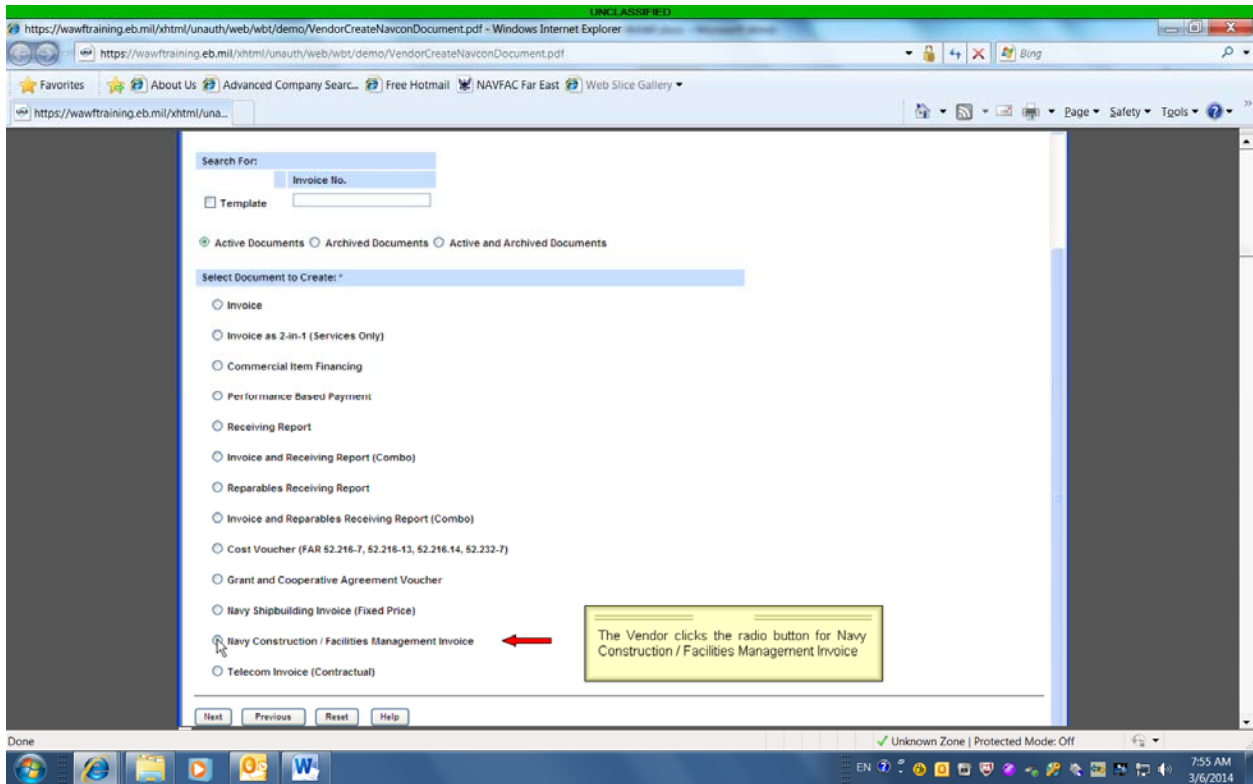 UNCLASSIFIED
https://wawftraining.eb.mil/xhtml/unauth/web/wbt/demo/VendorCreateNavconDocument.pdf - Windows Internet Explorer
https://wawftraining.eb.mil/xhtml/unauth/web/wbt/demo/VendorCreateNavconDocument.pdf
Bing
Favorites
About Us
Advanced Company Searc...
Free Hotmail
NAVFAC Far East
Web Slice Gallery
https://wawftraining.eb.mil/xhtml/una...
Page Safety Tools
Search For:
Invoice No.
Template
Active Documents Archived Documents Active and Archived Documents
Select Document to Create: *
Invoice
Invoice as 2-in-1 (Services Only)
Commercial Item Financing
Performance Based Payment
Receiving Report
Invoice and Receiving Report (Combo)
Reparables Receiving Report
Invoice and Reparables Receiving Report (Combo)
Cost Voucher (FAR 52.216-7, 52.216-13, 52.216.14, 52.232-7)
Grant and Cooperative Agreement Voucher
Navy Shipbuilding Invoice (Fixed Price)
Navy Construction / Facilities Management Invoice
The Vendor clicks the radio button for Navy
Construction / Facilities Management Invoice
Telecom Invoice (Contractual)
Next Previous Reset Help
Done
Unknown Zone | Protected Mode: Off
EN
7:55 AM
3/6/2014